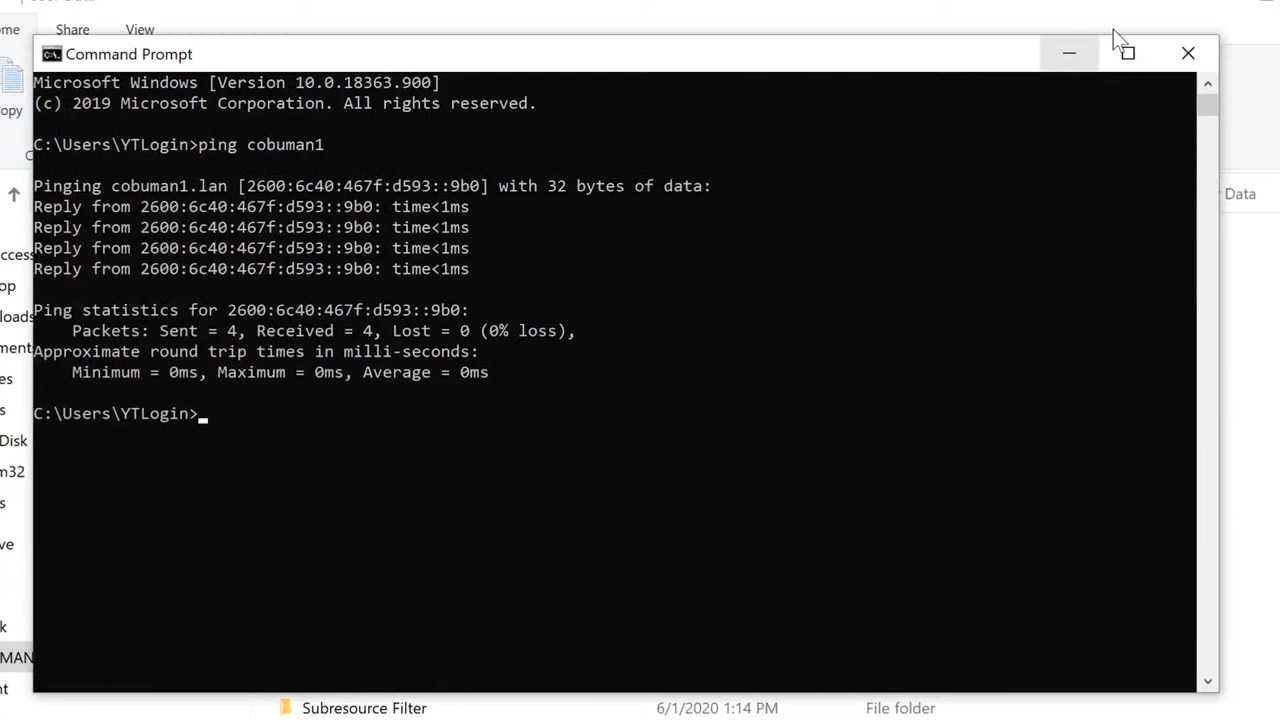 Share View
Command Prompt
Microsoft Windows [Version 10.0.18363.900]
(c) 2019 Microsoft Corporation. All rights reserved.
C:\Users\YTLogin>ping cobuman1
Pinging cobuman1.lan [2600:6c40:467f:d593::9b0] with 32 bytes of data:
Reply from 2600:6c40:467f:d593::9b0: time<1ms
Reply from 2600:6c40:467f:d593::9b0: time<1ms
Reply from 2600:6c40:467f:d593::9b0: time<1ms
Reply from 2600:6c40:467f:d593::9b0: time<1ms
Ping statistics for 2600:6c40:467f:d593::9b0:
Packets: Sent = 4, Received = 4, Lost = 0 (0% loss),
Approximate round trip times in milli-seconds:
Minimum = 0ms, Maximum = 0ms, Average = 0ms
C:\Users\YTLogin>
Data
Disk
m32
MAN
Subresource Filter 6/1/2020 1:14 PM File folder